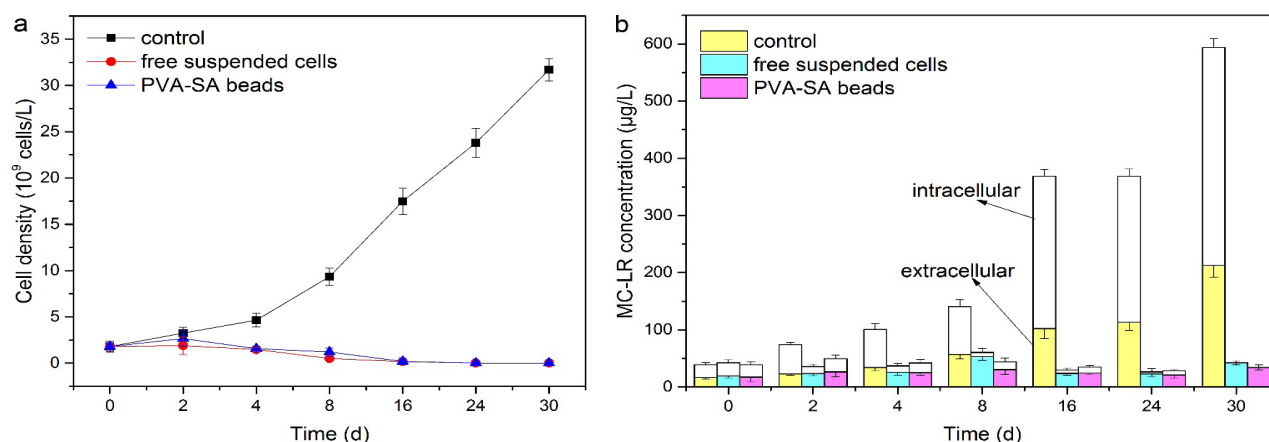 a
control
free suspended cells
PVA-SA beads
35
30
25
20
15
10
5
0
Cell density (10⁹ cells/L)
0 2 4 8 16 24 30
Time (d)
b
control
free suspended cells
PVA-SA beads
600
500
400
300
200
100
0
MC-LR concentration (µg/L)
intracellular
extracellular
0 2 4 8 16 24 30
Time (d)